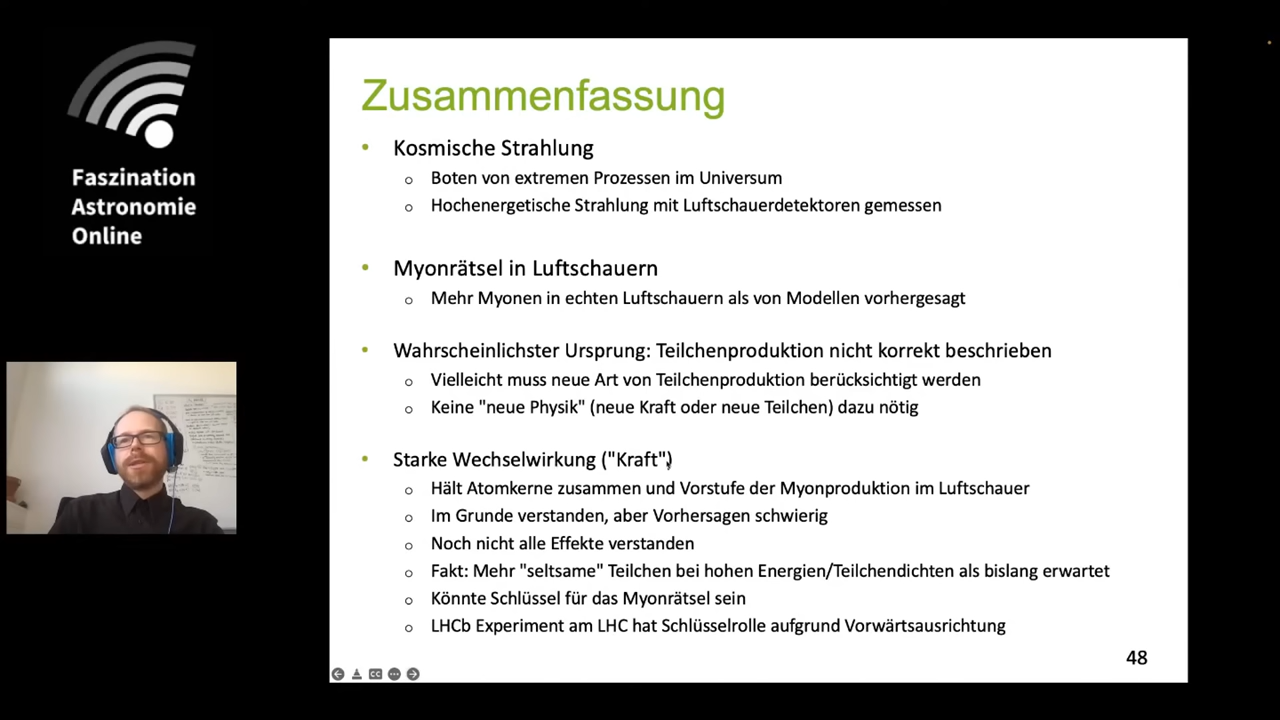 Faszination
Astronomie
Online
Zusammenfassung
• Kosmische Strahlung
o Boten von extremen Prozessen im Universum
o Hochenergetische Strahlung mit Luftschauerdetektoren gemessen
• Myonrätsel in Luftschauern
o Mehr Myonen in echten Luftschauern als von Modellen vorhergesagt
• Wahrscheinlichster Ursprung: Teilchenproduktion nicht korrekt beschrieben
o Vielleicht muss neue Art von Teilchenproduktion berücksichtigt werden
o Keine "neue Physik" (neue Kraft oder neue Teilchen) dazu nötig
• Starke Wechselwirkung ("Kraft")
o Hält Atomkerne zusammen und Vorstufe der Myonproduktion im Luftschauer
o Im Grunde verstanden, aber Vorhersagen schwierig
o Noch nicht alle Effekte verstanden
o Fakt: Mehr "seltsame" Teilchen bei hohen Energien/Teilchendichten als bislang erwartet
o Könnte Schlüssel für das Myonrätsel sein
o LHCb Experiment am LHC hat Schlüsselrolle aufgrund Vorwärtsausrichtung
48
CC